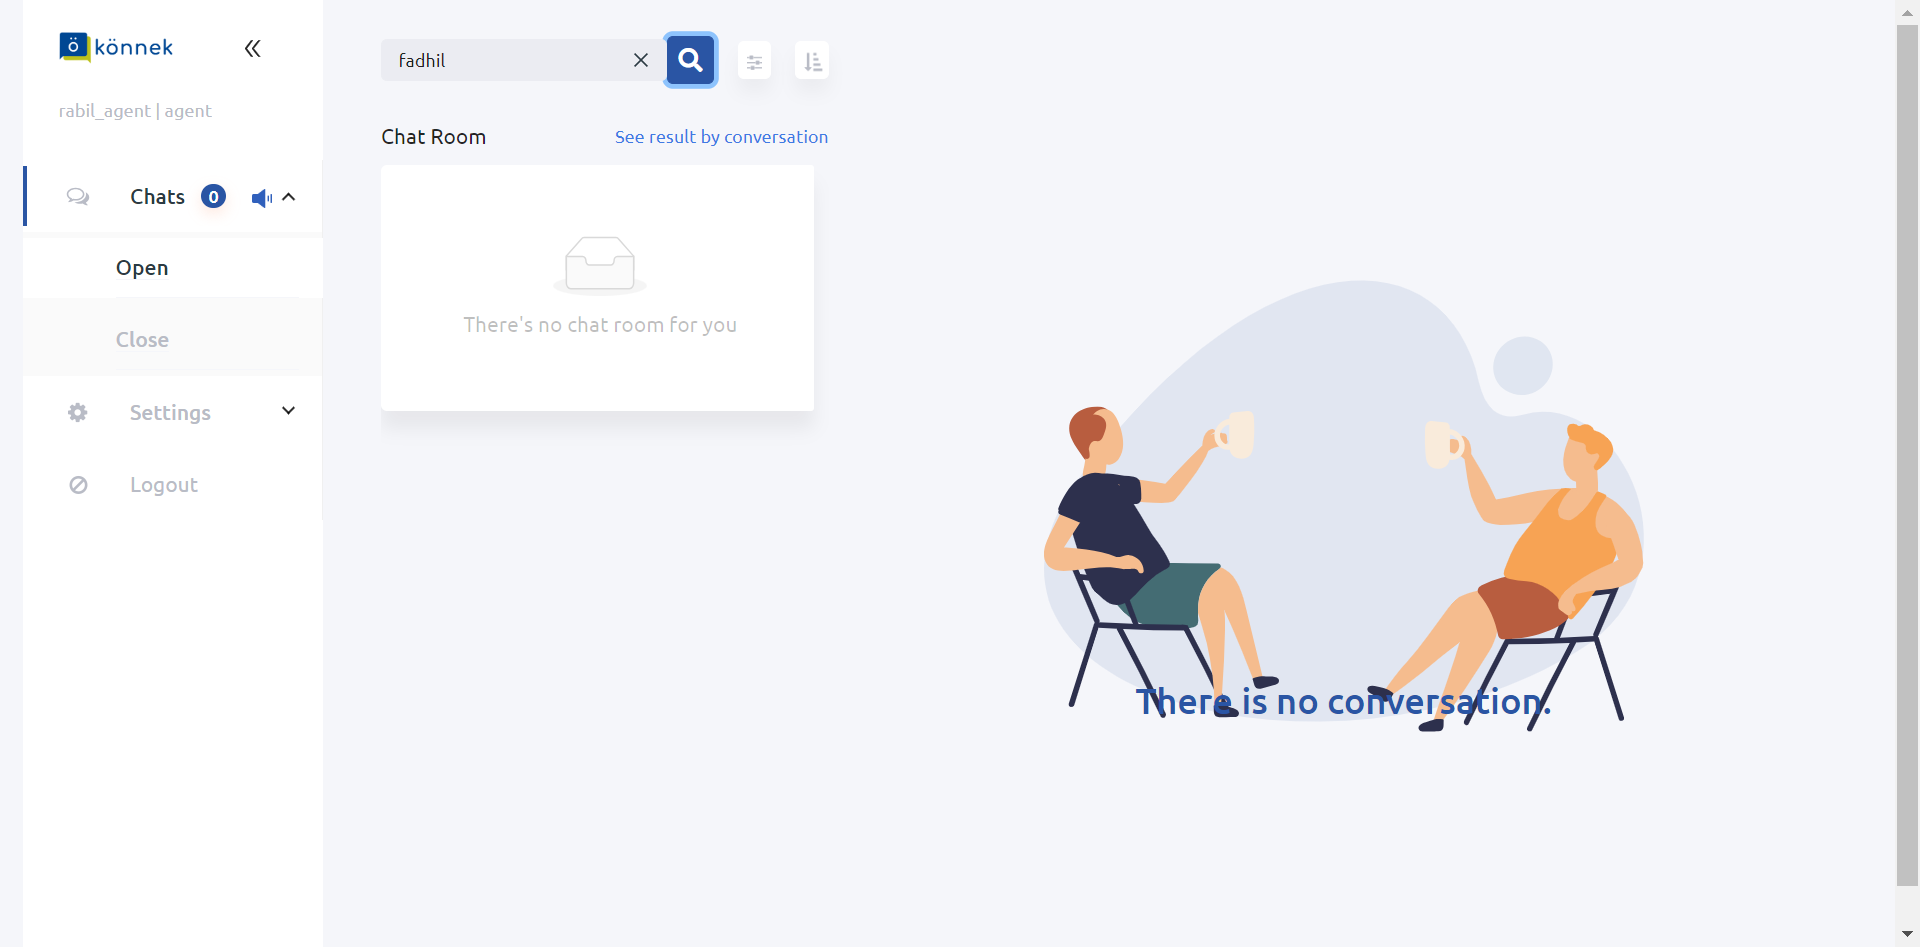 ö könnek
rabil_agent | agent
Chats 0
Open
Close
Settings
Logout
fadhil
Chat Room
See result by conversation
There's no chat room for you
There is no conversation.